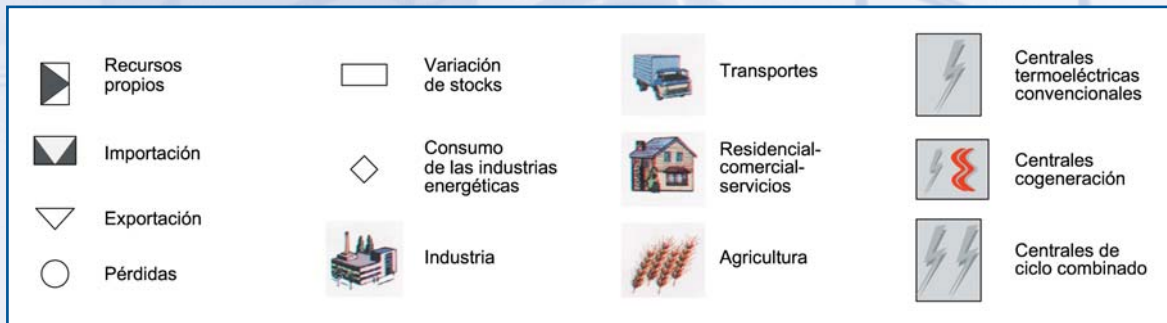 Recursos
propios
Importación
Exportación
Pérdidas
Variación
de stocks
Consumo
de las industrias
energéticas
Industria
Transportes
Residencial-
comercial-
servicios
Agricultura
Centrales
termoeléctricas
convencionales
Centrales
cogeneración
Centrales de
ciclo combinado